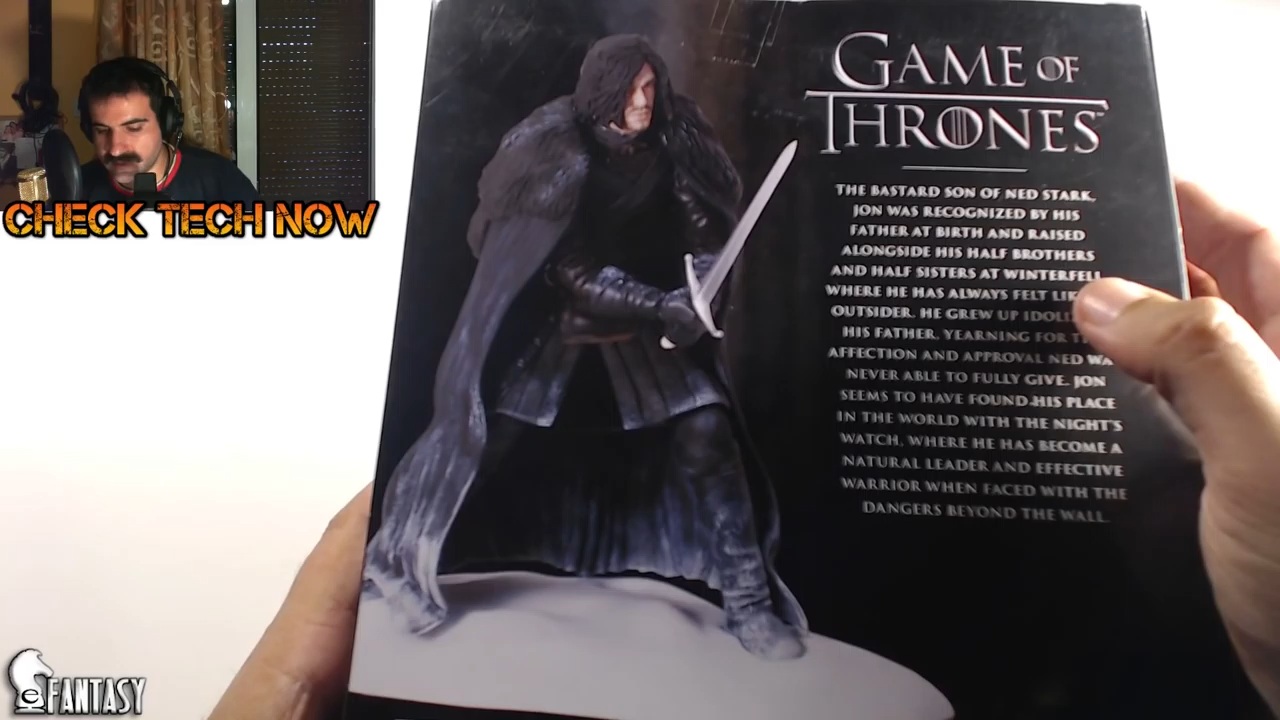 GAME OF
THRONES
THE BASTARD SON OF NED STARK,
JON WAS RECOGNIZED BY HIS
FATHER AT BIRTH AND RAISED
ALONGSIDE HIS HALF BROTHERS
AND HALF SISTERS AT WINTERFELL
WHERE HE HAS ALWAYS FELT
OUTSIDER. HE GREW UP
HIS FATHER, YEARNING FOR
AFFECTION AND APPROVAL NED
NEVER ABLE TO FULLY GIVE. JON
SEEMS TO HAVE FOUND HIS PLACE
IN THE WORLD WITH THE NIGHT'S
WATCH, WHERE HE HAS BECOME A
NATURAL LEADER AND EFFECTIVE
WARRIOR WHEN FACED WITH THE
DANGERS BEYOND THE WALL.
CHECK TECH NOW
FANTASY